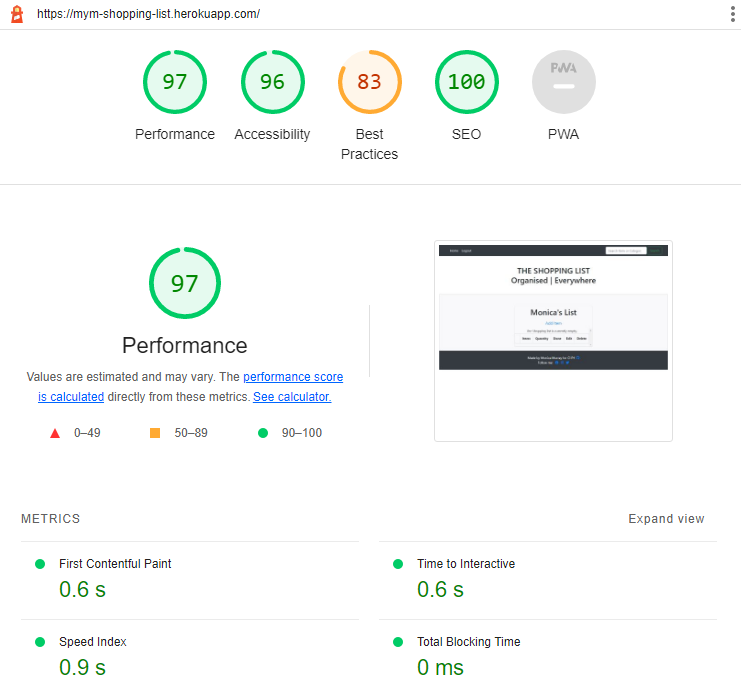 https://mym-shopping-list.herokuapp.com/
97
96
83
100
PWA
Performance
Accessibility
Best
Practices
SEO
PWA
97
Performance
Values are estimated and may vary. The performance score
is calculated directly from these metrics. See calculator.
0–49
50–89
90–100
THE SHOPPING LIST
Organised | Everywhere
Monica's List
METRICS
Expand view
First Contentful Paint
0.6 s
Time to Interactive
0.6 s
Speed Index
0.9 s
Total Blocking Time
0 ms